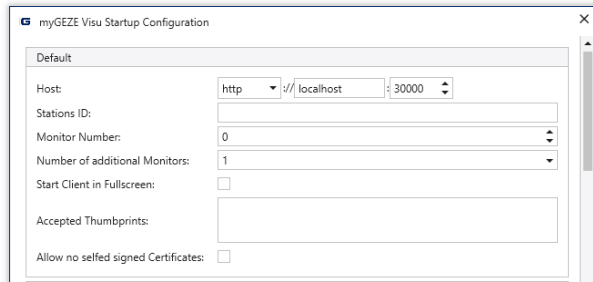 G myGEZE Visu Startup Configuration
Default
Host: http :// localhost : 30000
Stations ID:
Monitor Number: 0
Number of additional Monitors: 1
Start Client in Fullscreen:
Accepted Thumbprints:
Allow no selfed signed Certificates: